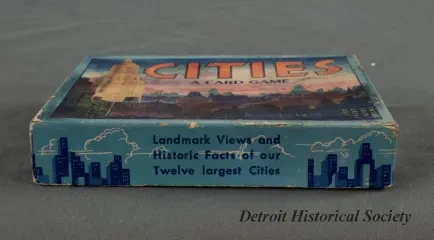 CITIES
A CARD GAME
Landmark Views and
Historic Facts of our
Twelve largest Cities
Detroit Historical Society